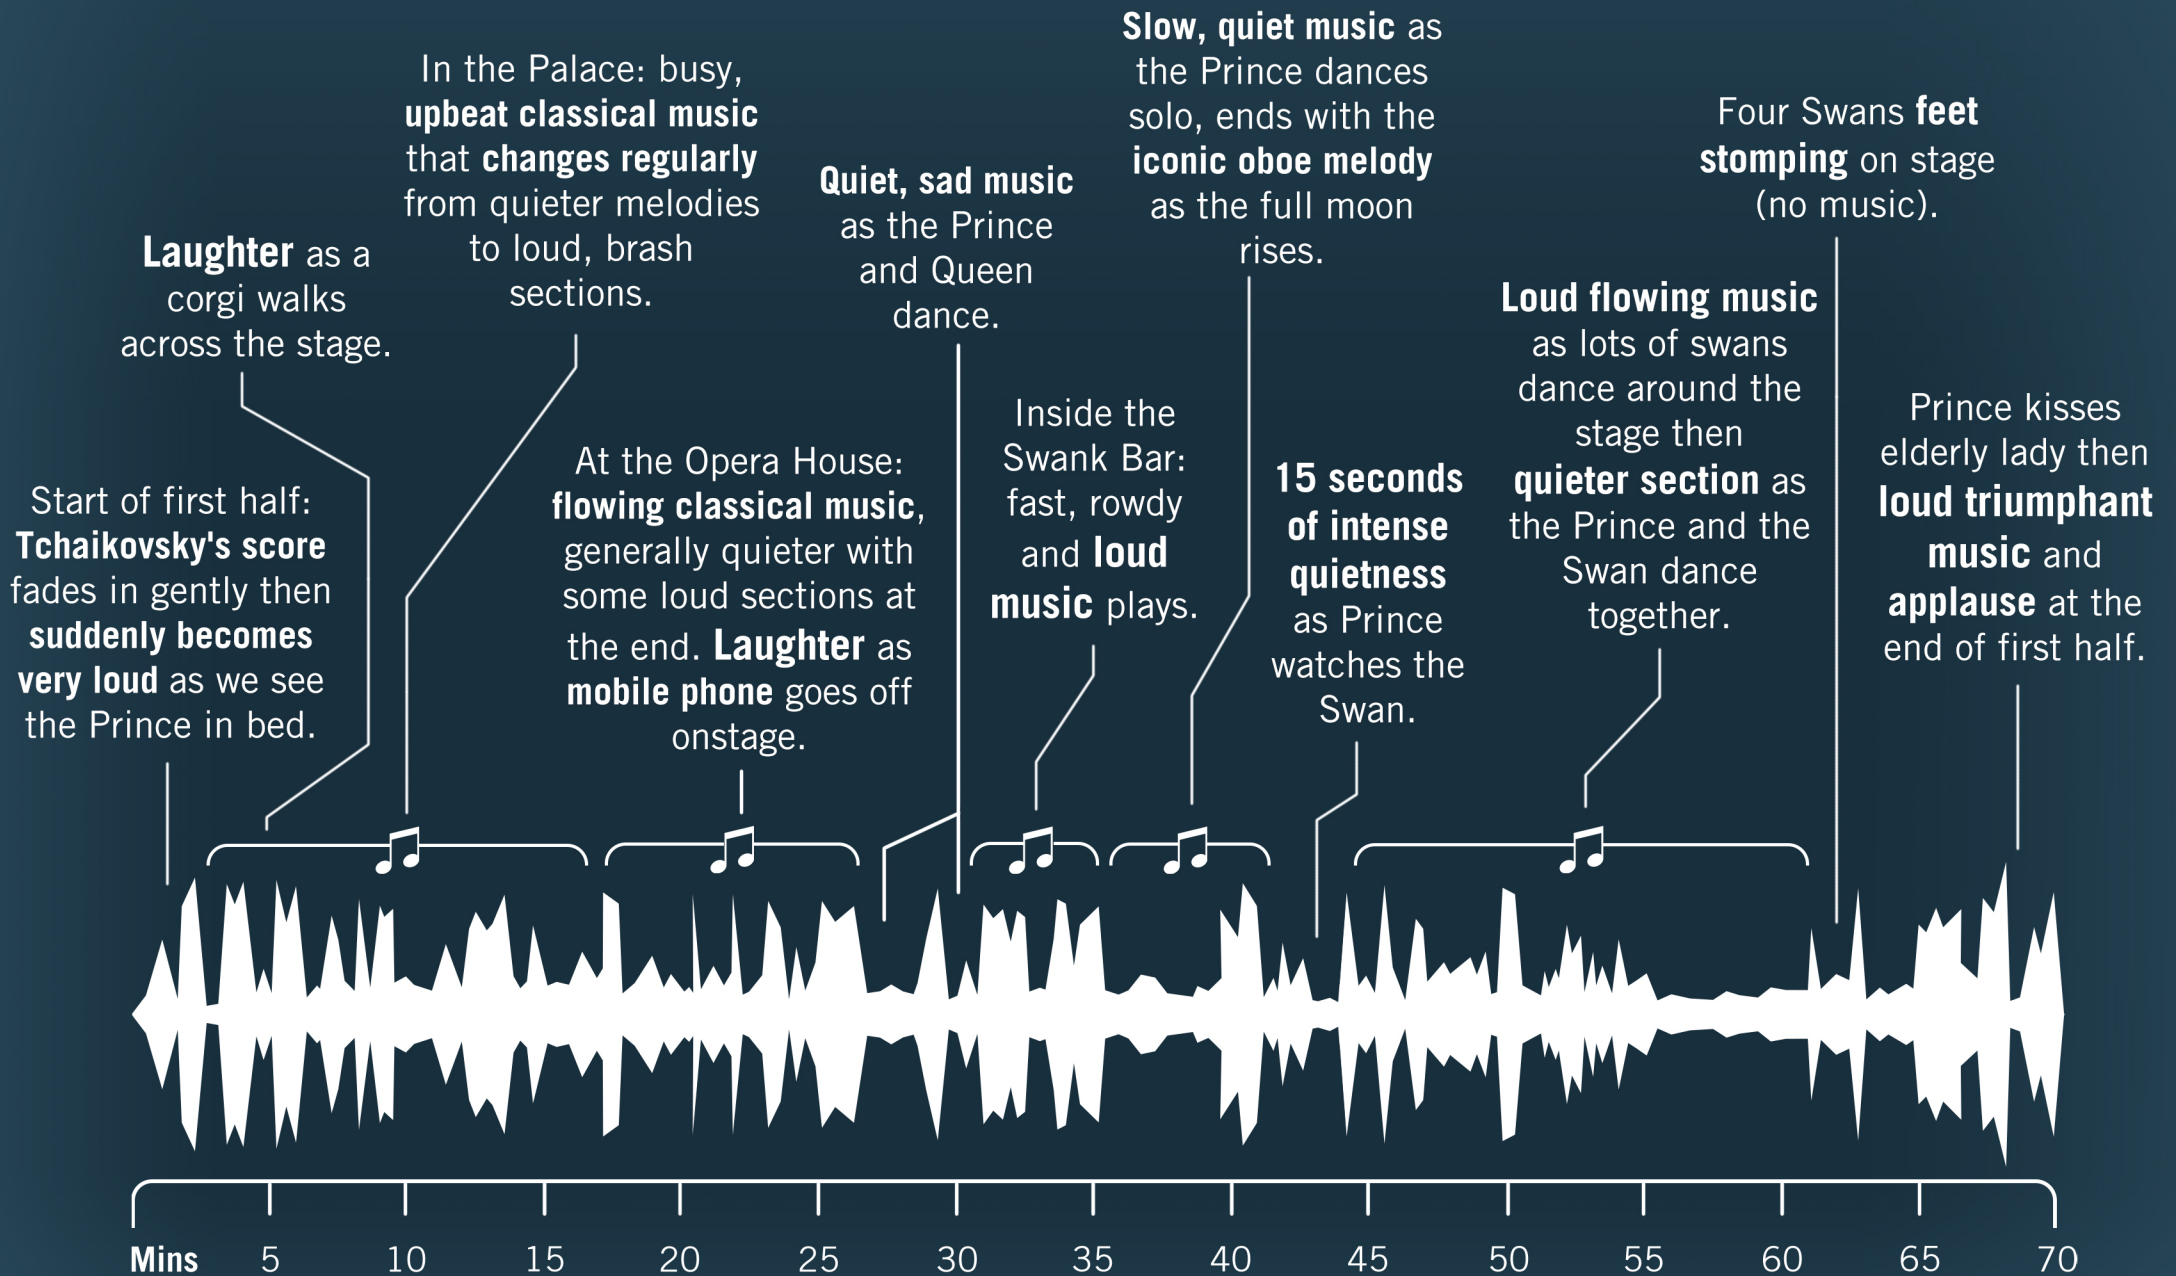 Start of first half:
Tchaikovsky's score
fades in gently then
suddenly becomes
very loud as we see
the Prince in bed.
Laughter as a
corgi walks
across the stage.
In the Palace: busy,
upbeat classical music
that changes regularly
from quieter melodies
to loud, brash
sections.
At the Opera House:
flowing classical music,
generally quieter with
some loud sections at
the end. Laughter as
mobile phone goes off
onstage.
Quiet, sad music
as the Prince
and Queen
dance.
Inside the
Swank Bar:
fast, rowdy
and loud
music plays.
Slow, quiet music as
the Prince dances
solo, ends with the
iconic oboe melody
as the full moon
rises.
15 seconds
of intense
quietness
as Prince
watches the
Swan.
Loud flowing music
as lots of swans
dance around the
stage then
quieter section as
the Prince and the
Swan dance
together.
Four Swans feet
stomping on stage
(no music).
Prince kisses
elderly lady then
loud triumphant
music and
applause at the
end of first half.
Mins 5 10 15 20 25 30 35 40 45 50 55 60 65 70